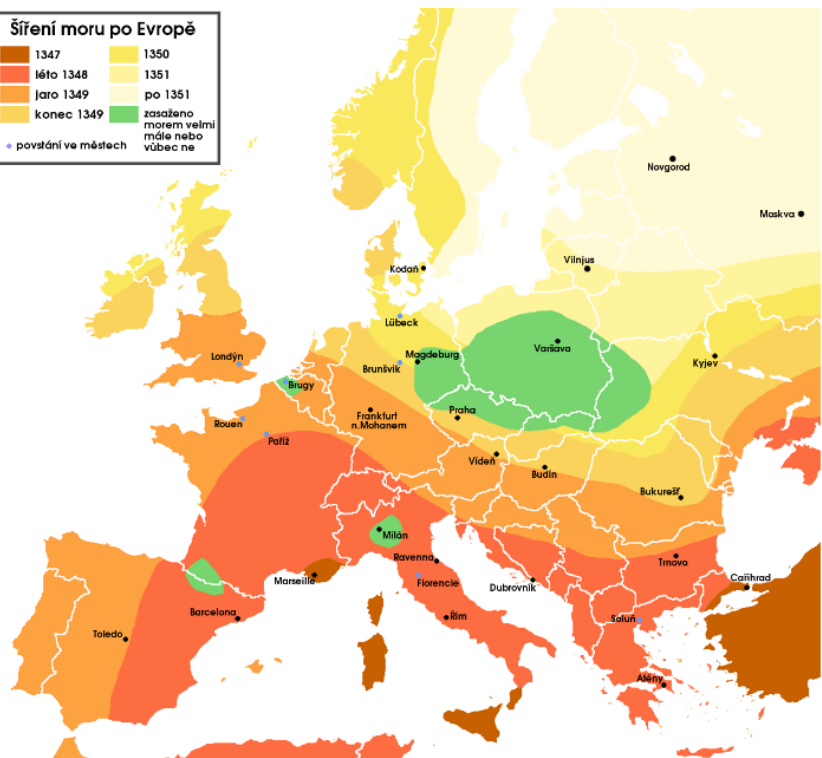 Šíření moru po Evropě
1347
léto 1348
jaro 1349
konec 1349
1350
1351
po 1351
zasaženo
morem velmi
mále nebo
vůbec ne
povstání ve městech
Novgorod
Moskva
Vilnjus
Kodaň
Lübeck
Varšava
Magdeburg
Kyjev
Londýn
Brunšvik
Brugy
Praha
Frankfurt
n.Mohanem
Rouen
Paříž
Vídeň
Budín
Bukurešť
Milán
Ravenna
Trnovo
Marseille
Florencie
Dubrovník
Cařihrad
Barcelona
Řím
Soluň
Toledo
Atény